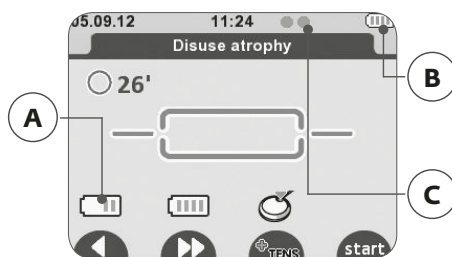 05.09.12 11:24
B
Disuse atrophy
26'
A
C
+TENS start